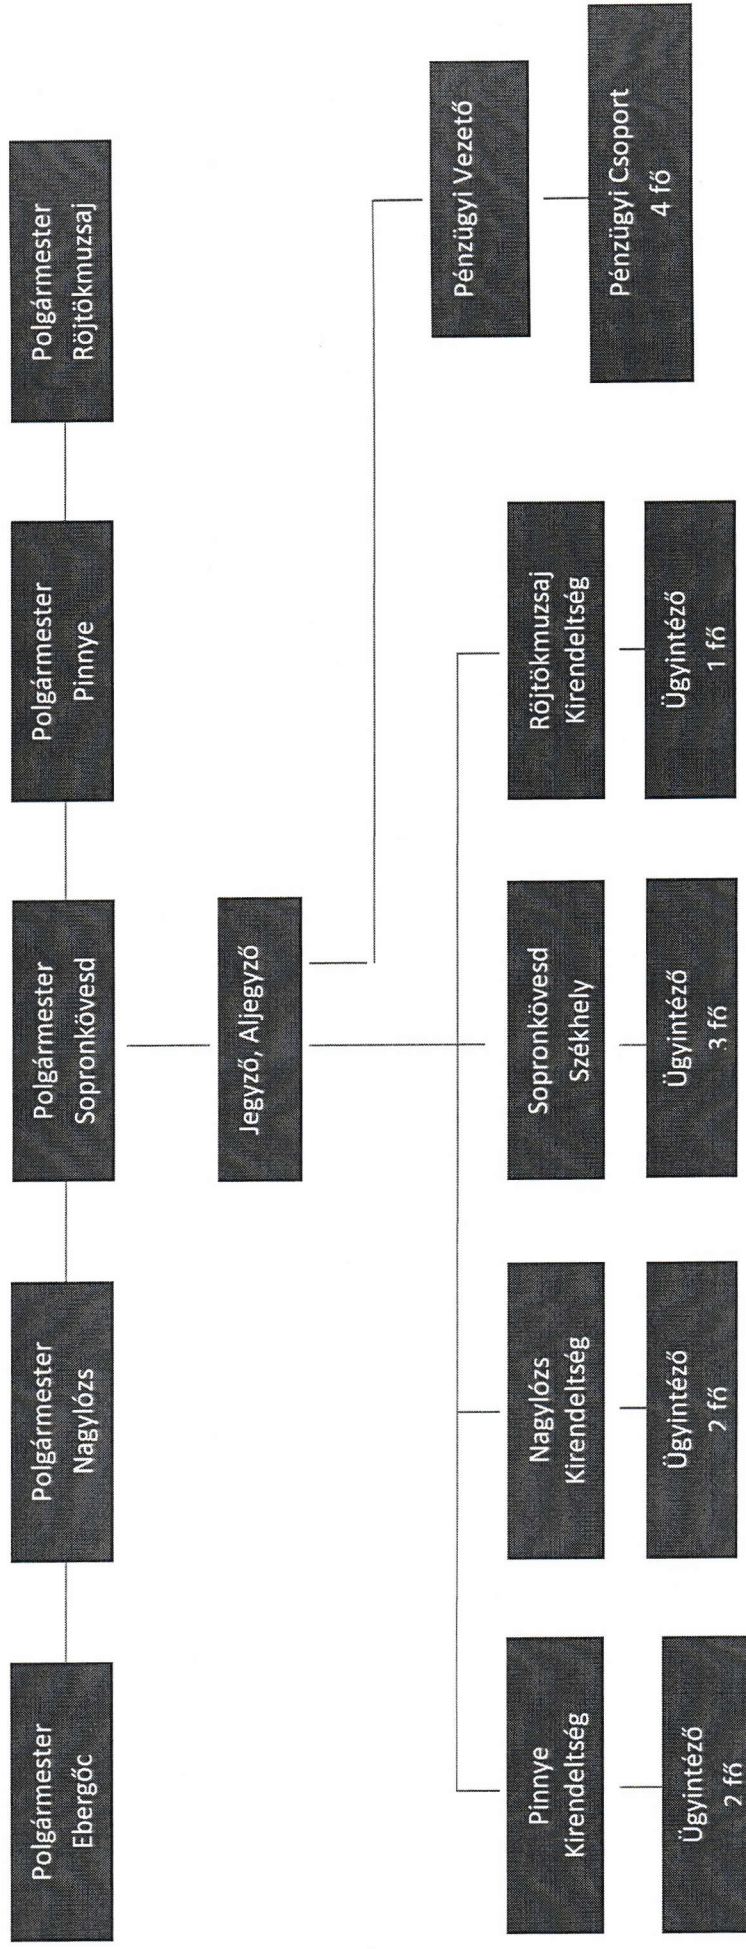 Polgármester
Ebergőc
Polgármester
Nagylózs
Polgármester
Sopronkövesd
Polgármester
Pinnye
Polgármester
Röjtökmuzsaj
Jegyző, Aljegyző
Pénzügyi Vezető
Pénzügyi Csoport
4 fő
Pinnye
Kirendeltség
Nagylózs
Kirendeltség
Sopronkövesd
Székhely
Röjtökmuzsaj
Kirendeltség
Ügyintéző
2 fő
Ügyintéző
2 fő
Ügyintéző
3 fő
Ügyintéző
1 fő